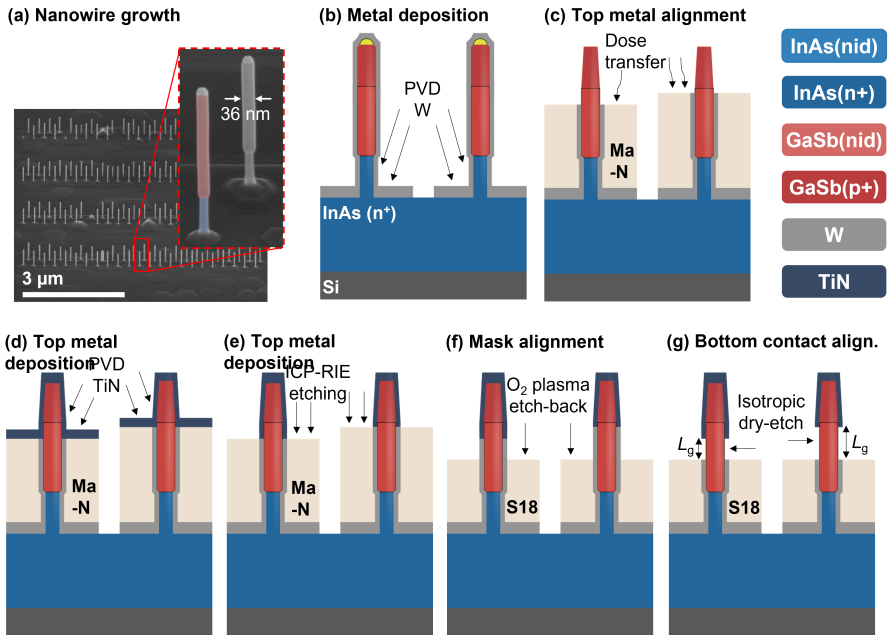 (a) Nanowire growth
36 nm
3 µm
(b) Metal deposition
PVD
W
InAs (n⁺)
Si
(c) Top metal alignment
Dose
transfer
Ma
-N
InAs(nid)
InAs(n+)
GaSb(nid)
GaSb(p+)
W
TiN
(d) Top metal
deposition
PVD
TiN
Ma
-N
(e) Top metal
deposition
ICP-RIE
etching
Ma
-N
(f) Mask alignment
O₂ plasma
etch-back
S18
(g) Bottom contact align.
Isotropic
dry-etch
Lg
Lg
S18